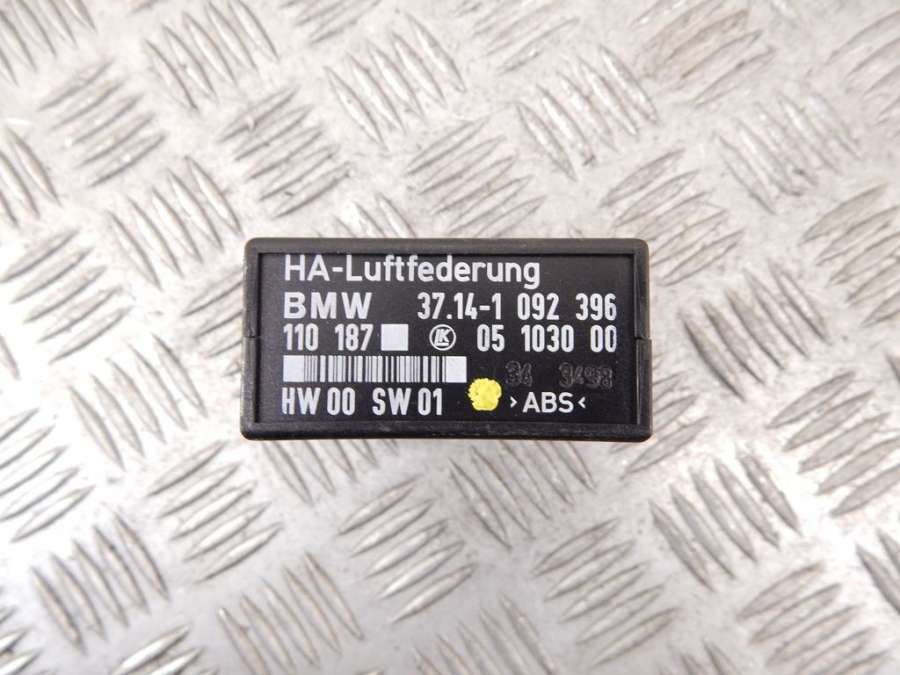 HA-Luftfederung
BMW 37.14-1 092 396
110 187 LK 05 1030 00
34 3498
HW 00 SW 01 >ABS<